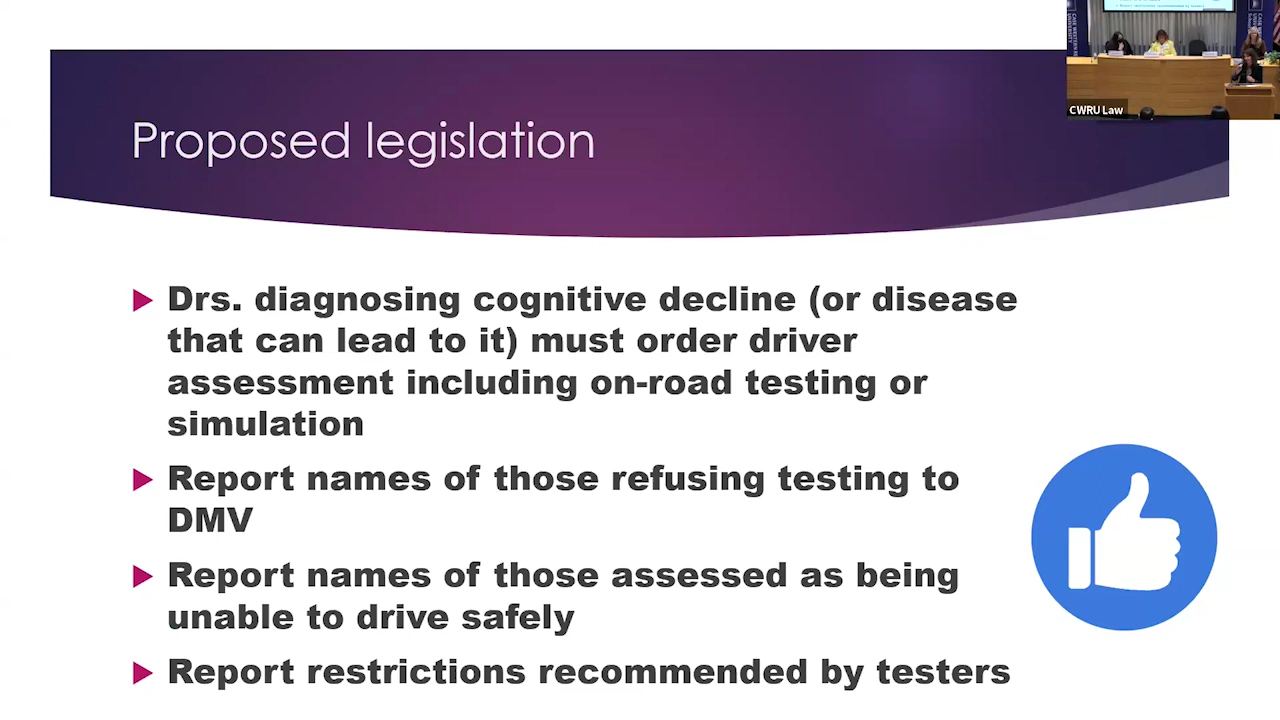 Proposed legislation
CWRU Law
Drs. diagnosing cognitive decline (or disease
that can lead to it) must order driver
assessment including on-road testing or
simulation
Report names of those refusing testing to
DMV
Report names of those assessed as being
unable to drive safely
Report restrictions recommended by testers